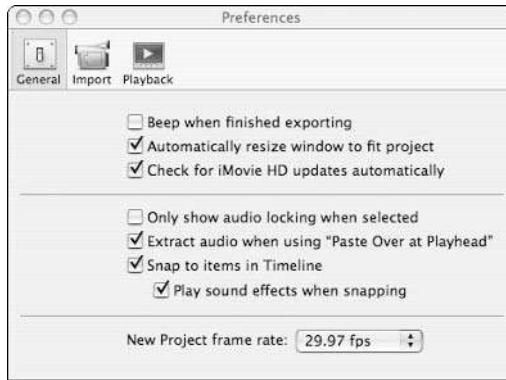 Preferences
General Import Playback
Beep when finished exporting
Automatically resize window to fit project
Check for iMovie HD updates automatically
Only show audio locking when selected
Extract audio when using "Paste Over at Playhead"
Snap to items in Timeline
Play sound effects when snapping
New Project frame rate: 29.97 fps